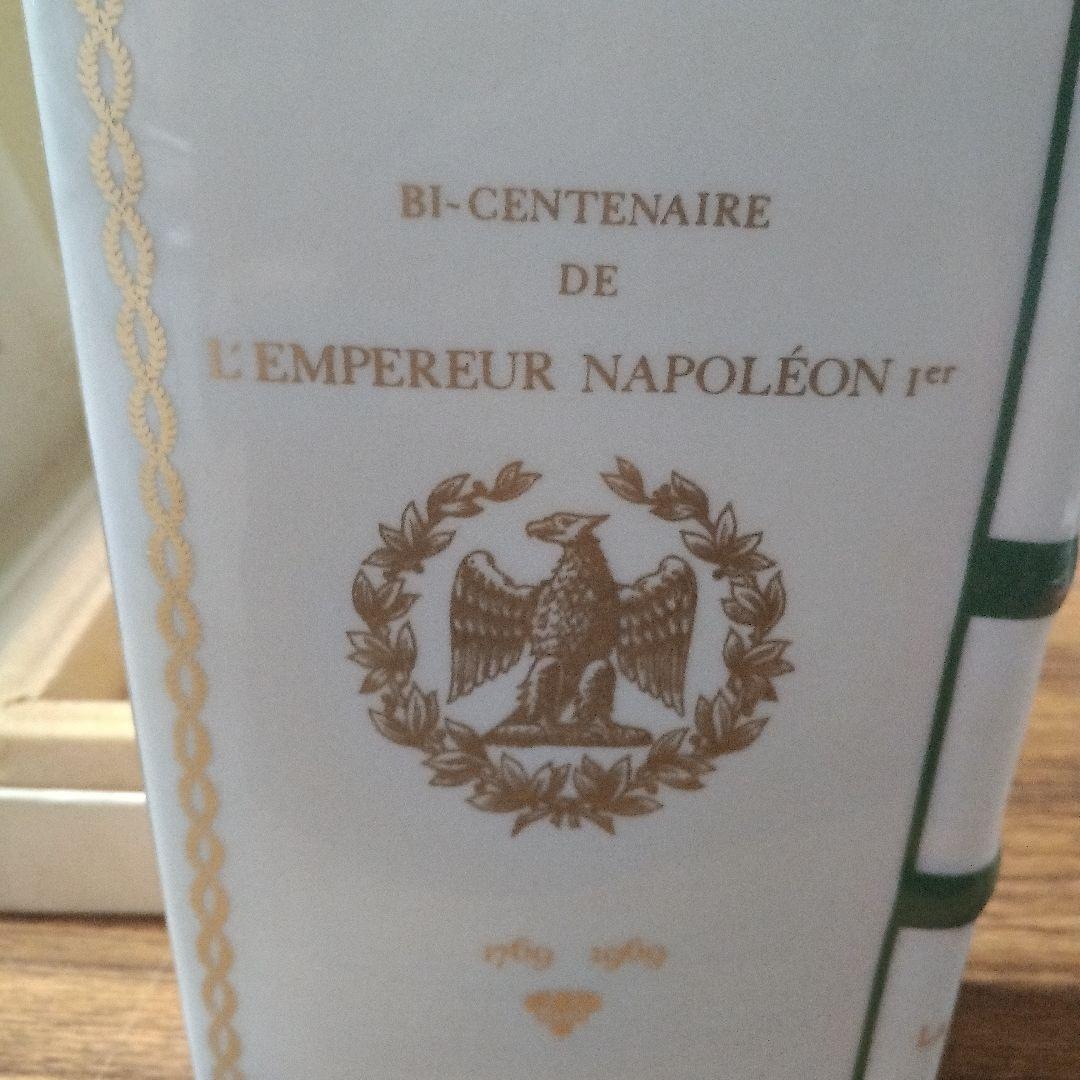 BI-CENTENAIRE
DE
L'EMPEREUR NAPOLÉON Ier
1769 1969